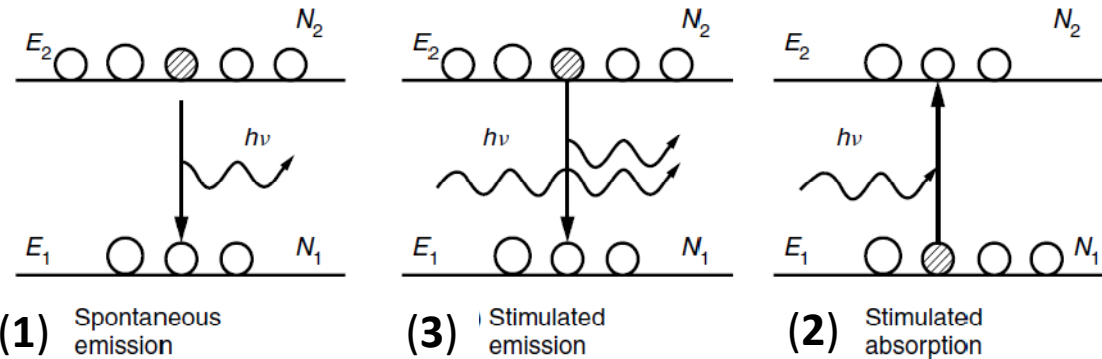 N₂ N₂ N₂
E₂ E₂ E₂
hν hν hν
E₁ N₁ E₁ N₁ E₁ N₁
(1) Spontaneous emission
(3) ) Stimulated emission
(2) Stimulated absorption